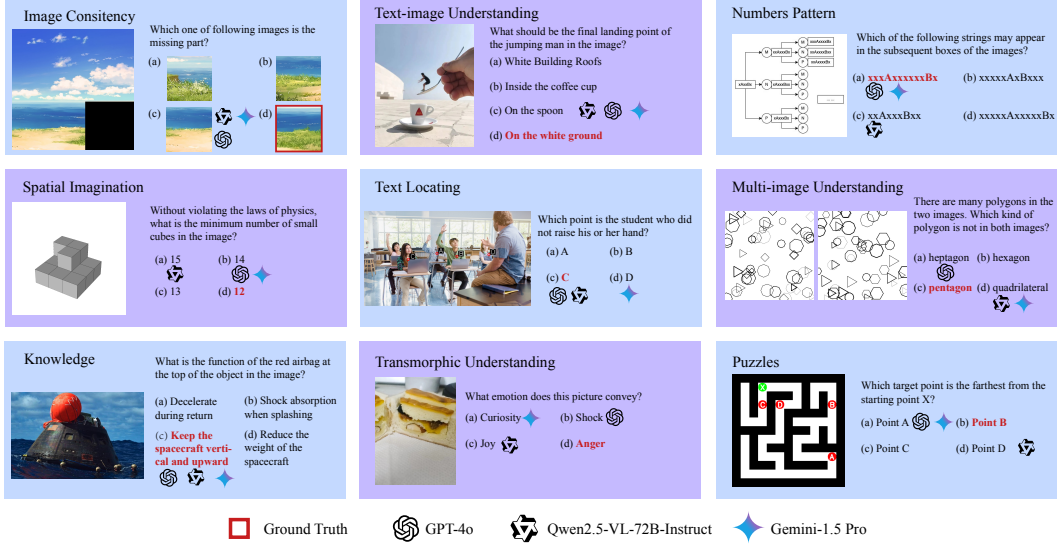 Image Consitency
Which one of following images is the
missing part?
(a)
(b)
(c)
(d)
Text-image Understanding
What should be the final landing point of
the jumping man in the image?
(a) White Building Roofs
(b) Inside the coffee cup
(c) On the spoon
(d) On the white ground
Numbers Pattern
Which of the following strings may appear
in the subsequent boxes of the images?
(a) xxxAxxxxxxBx
(b) xxxxxAxBxxx
(c) xxAxxxBxx
(d) xxxxxAxxxxxBx
Spatial Imagination
Without violating the laws of physics,
what is the minimum number of small
cubes in the image?
(a) 15
(b) 14
(c) 13
(d) 12
Text Locating
Which point is the student who did
not raise his or her hand?
(a) A
(b) B
(c) C
(d) D
Multi-image Understanding
There are many polygons in the
two images. Which kind of
polygon is not in both images?
(a) heptagon
(b) hexagon
(c) pentagon
(d) quadrilateral
Knowledge
What is the function of the red airbag at
the top of the object in the image?
(a) Decelerate
during return
(b) Shock absorption
when splashing
(c) Keep the
spacecraft verti-
cal and upward
(d) Reduce the
weight of the
spacecraft
Transmorphic Understanding
What emotion does this picture convey?
(a) Curiosity
(b) Shock
(c) Joy
(d) Anger
Puzzles
X
C
D
B
A
Which target point is the farthest from the
starting point X?
(a) Point A
(b) Point B
(c) Point C
(d) Point D
Ground Truth
GPT-4o
Qwen2.5-VL-72B-Instruct
Gemini-1.5 Pro